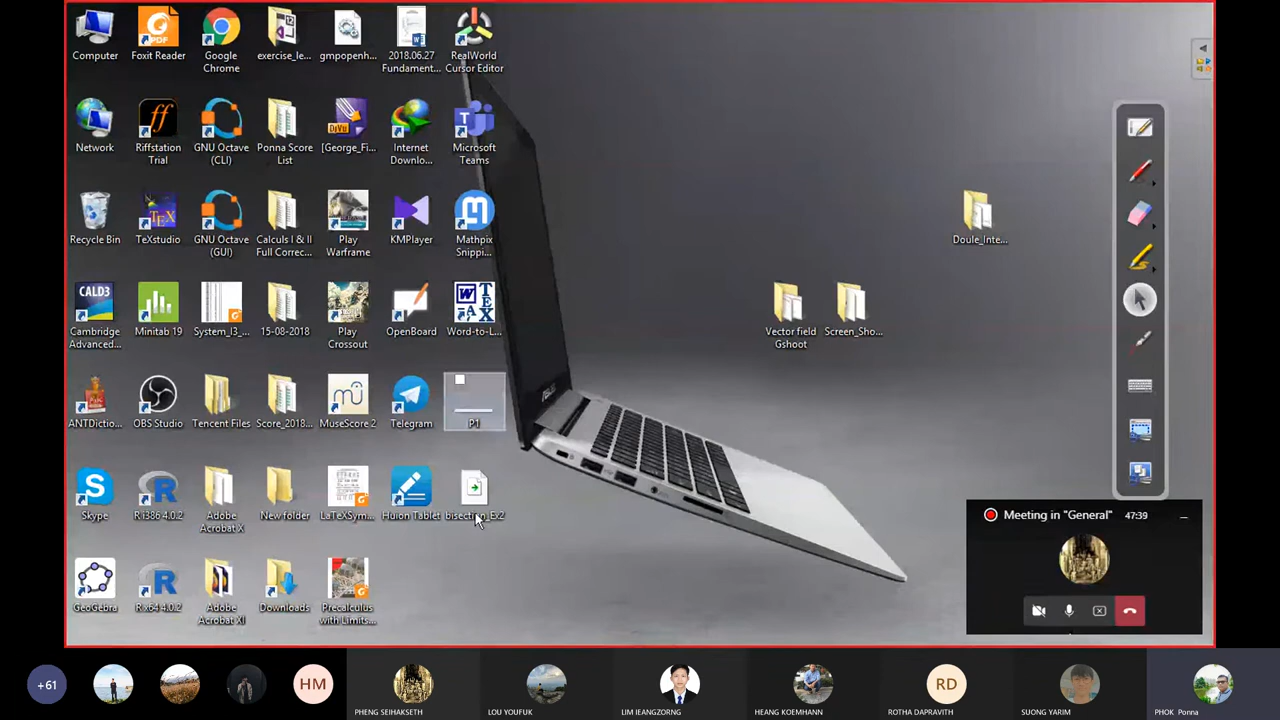 Computer
Foxit Reader
Google
Chrome
exercise_le...
gmpopenh...
2018.06.27
Fundament...
RealWorld
Cursor Editor
Network
Riffstation
Trial
GNU Octave
(CLI)
Ponna Score
List
[George_Fi...
Internet
Downlo...
Microsoft
Teams
Recycle Bin
TeXstudio
GNU Octave
(GUI)
Calculs I & II
Full Correc...
Play
Warframe
KMPlayer
Mathpix
Snippi...
Doule_Inte...
CALD3
Cambridge
Advanced...
Minitab 19
System_I3_...
15-08-2018
Play
Crossout
OpenBoard
Word-to-L...
Vector field
Gshoot
Screen_Sho...
ANTDictio...
OBS Studio
Tencent Files
Score_2018...
MuseScore 2
Telegram
P1
Skype
R i386 4.0.2
Adobe
Acrobat X
New folder
LaTeXSym...
Huion Tablet
bisection_Ex2
GeoGebra
R x64 4.0.2
Adobe
Acrobat XI
Downloads
Precalculus
with Limits...
ASUS
Meeting in "General"
47:39
+61
HM
PHENG SEIHAKSETH
LOU YOUFUK
LIM IEANGZORNG
HEANG KOEMHANN
RD
ROTHA DAPRAVITH
SUONG YARIM
PHOK Ponna